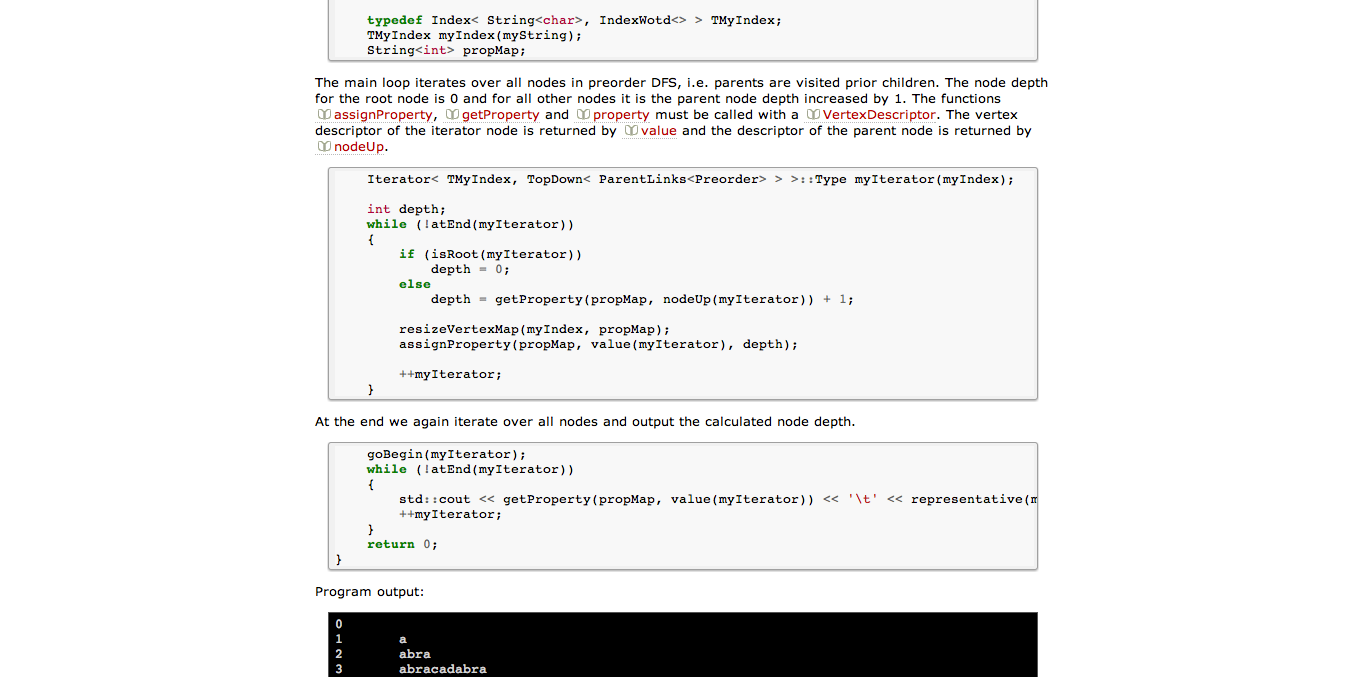 typedef Index< String<char>, IndexWotd<> > TMyIndex;
TMyIndex myIndex(myString);
String<int> propMap;
The main loop iterates over all nodes in preorder DFS, i.e. parents are visited prior children. The node depth
for the root node is 0 and for all other nodes it is the parent node depth increased by 1. The functions
assignProperty, getProperty and property must be called with a VertexDescriptor. The vertex
descriptor of the iterator node is returned by value and the descriptor of the parent node is returned by
nodeUp.
Iterator< TMyIndex, TopDown< ParentLinks<Preorder> > >::Type myIterator(myIndex);
int depth;
while (!atEnd(myIterator))
{
if (isRoot(myIterator))
depth = 0;
else
depth = getProperty(propMap, nodeUp(myIterator)) + 1;
resizeVertexMap(myIndex, propMap);
assignProperty(propMap, value(myIterator), depth);
++myIterator;
}
At the end we again iterate over all nodes and output the calculated node depth.
goBegin(myIterator);
while (!atEnd(myIterator))
{
std::cout << getProperty(propMap, value(myIterator)) << '\t' << representative(m
++myIterator;
}
return 0;
}
Program output:
0
1 a
2 abra
3 abracadabra